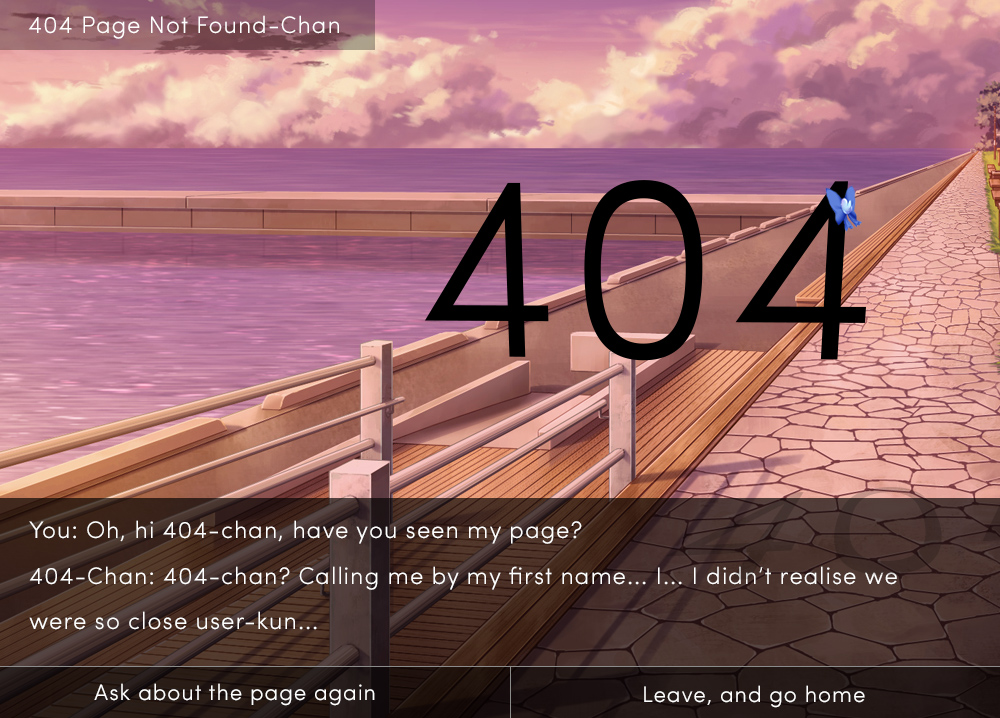 404 Page Not Found-Chan
404
You: Oh, hi 404-chan, have you seen my page?
404-Chan: 404-chan? Calling me by my first name... I... I didn’t realise we
were so close user-kun...
Ask about the page again
Leave, and go home